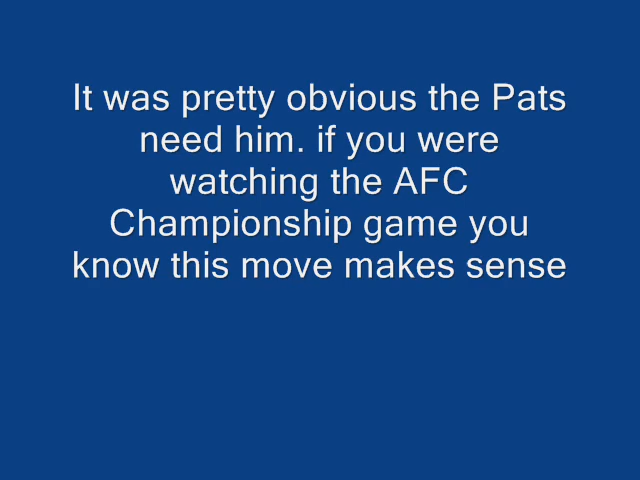 It was pretty obvious the Pats
need him. if you were
watching the AFC
Championship game you
know this move makes sense